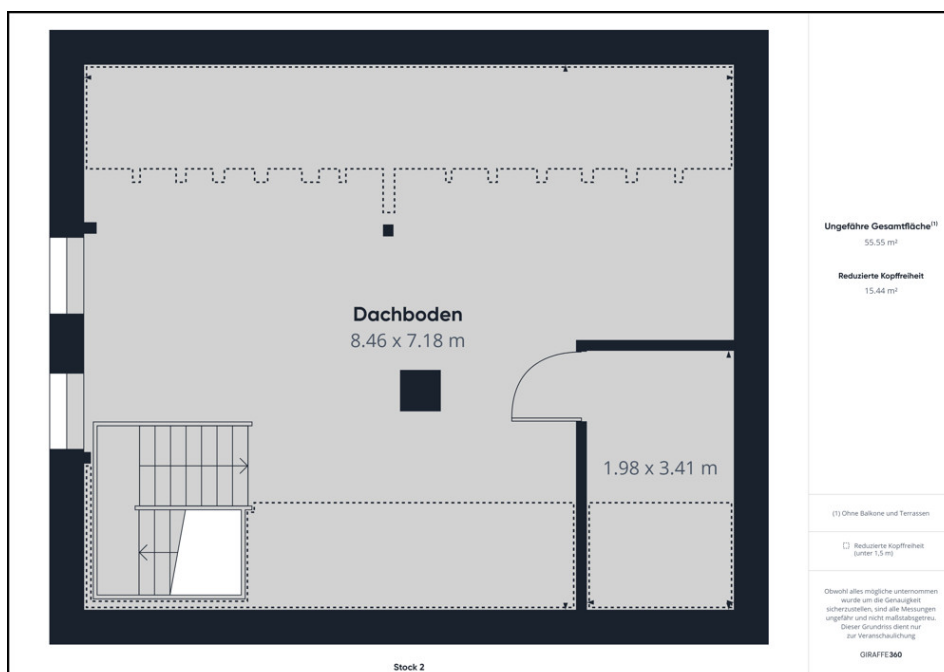 Dachboden
8.46 x 7.18 m
1.98 x 3.41 m
Stock 2
Ungefähre Gesamtfläche(1)
55.55 m²
Reduzierte Kopffreiheit
15.44 m²
(1) Ohne Balkone und Terrassen
Reduzierte Kopffreiheit
(unter 1,5 m)
Obwohl alles mögliche unternommen
wurde um die Genauigkeit
sicherzustellen, sind alle Messungen
ungefähr und nicht maßstabsgetreu.
Dieser Grundriss dient nur
zur Veranschaulichung
GIRAFFE360